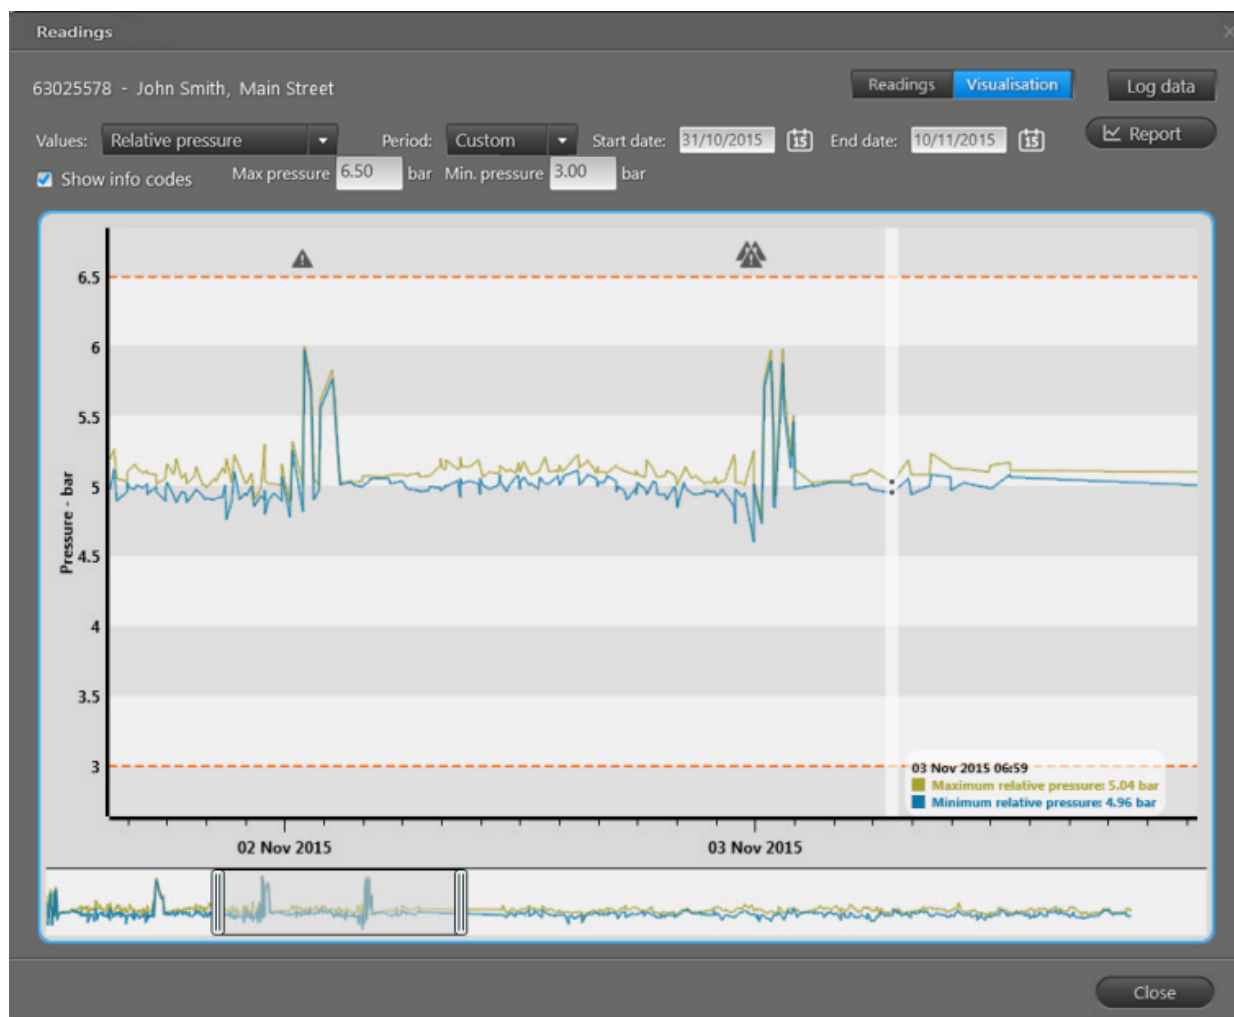 Readings
63025578 - John Smith, Main Street
Readings Visualisation Log data
Values: Relative pressure Period: Custom Start date: 31/10/2015 15 End date: 10/11/2015 15 Report
Show info codes Max pressure 6.50 bar Min. pressure 3.00 bar
6.5
6
5.5
5
4.5
4
3.5
3
Pressure - bar
03 Nov 2015 06:59
Maximum relative pressure: 5.04 bar
Minimum relative pressure: 4.96 bar
02 Nov 2015 03 Nov 2015
Close